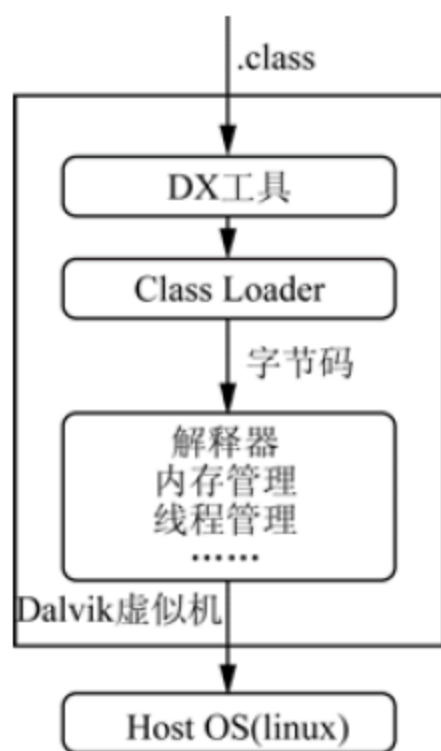 .class
DX工具
Class Loader
字节码
解释器
内存管理
线程管理
……
Dalvik虚似机
Host OS(linux)